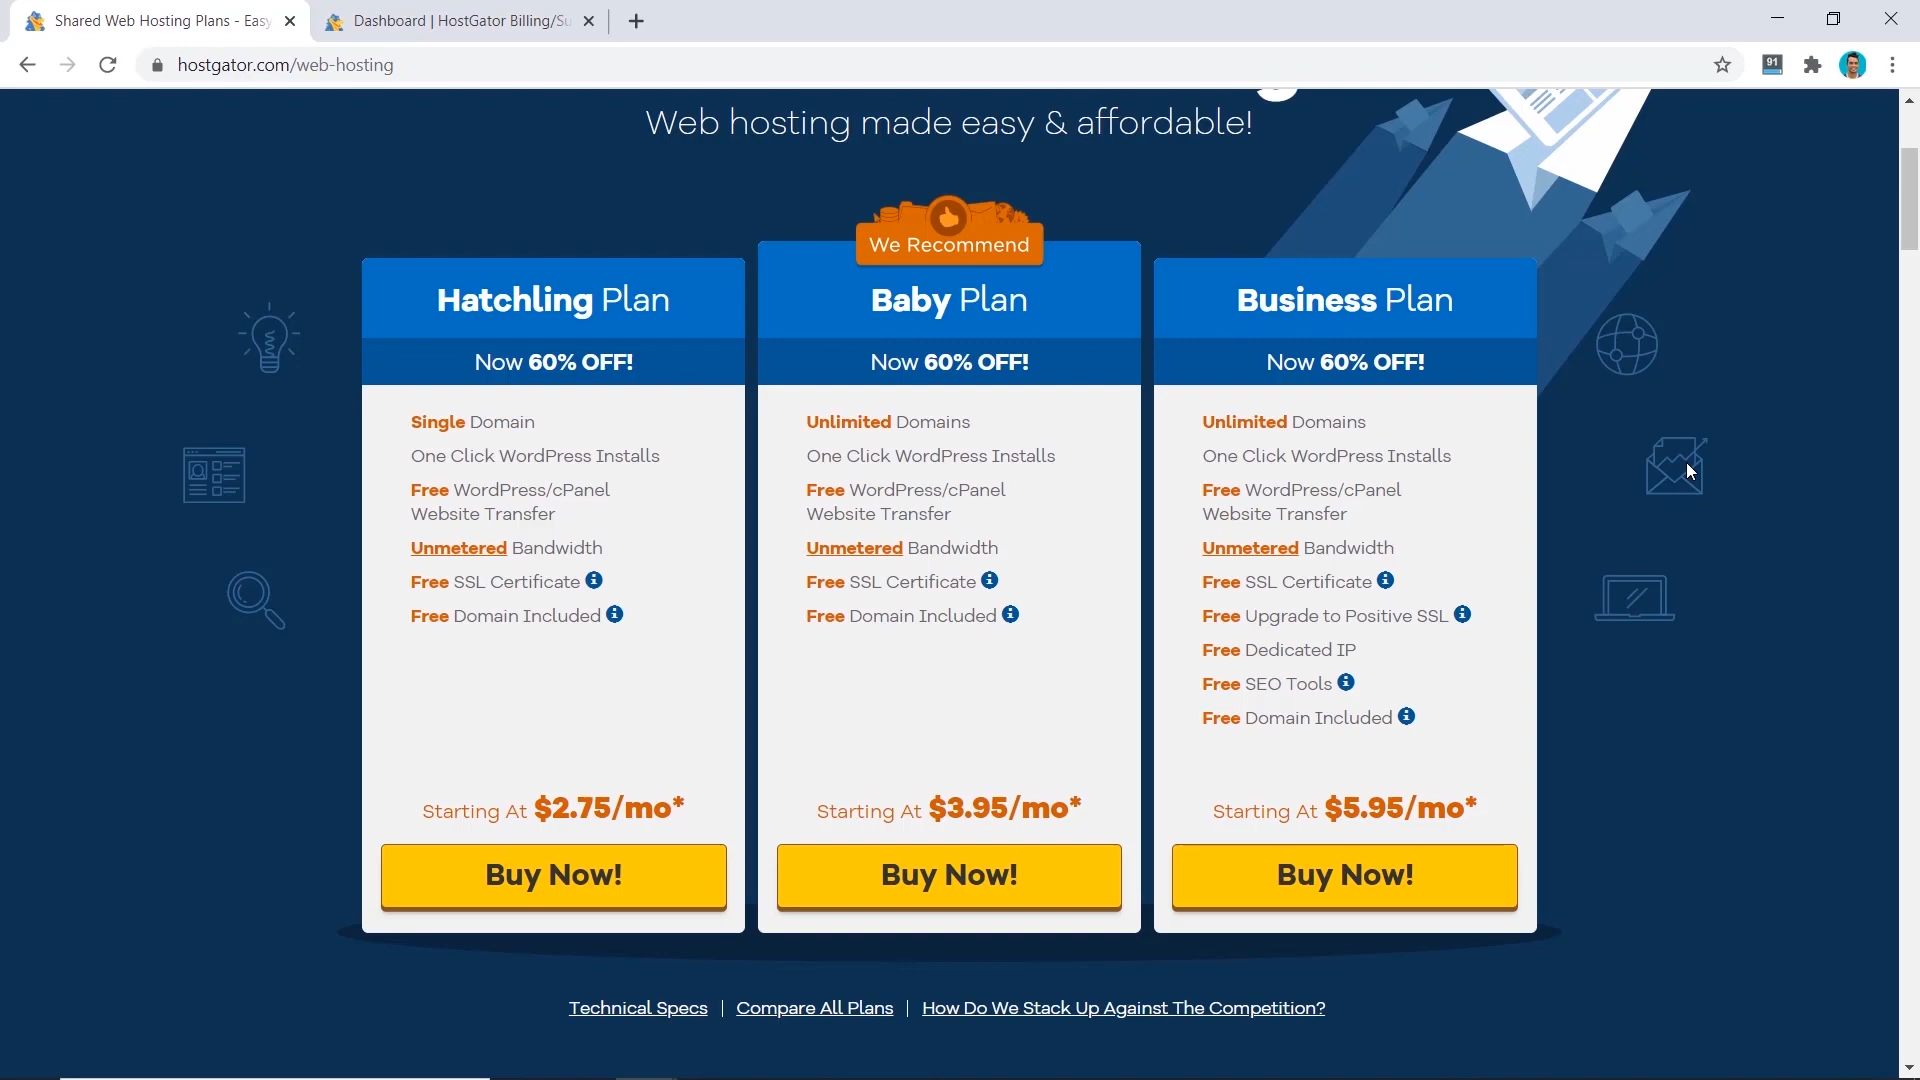 Shared Web Hosting Plans - Easy
Dashboard | HostGator Billing/Su
hostgator.com/web-hosting
91
Web hosting made easy & affordable!
We Recommend
Hatchling Plan
Now 60% OFF!
Single Domain
One Click WordPress Installs
Free WordPress/cPanel
Website Transfer
Unmetered Bandwidth
Free SSL Certificate
Free Domain Included
Starting At $2.75/mo*
Buy Now!
Baby Plan
Now 60% OFF!
Unlimited Domains
One Click WordPress Installs
Free WordPress/cPanel
Website Transfer
Unmetered Bandwidth
Free SSL Certificate
Free Domain Included
Starting At $3.95/mo*
Buy Now!
Business Plan
Now 60% OFF!
Unlimited Domains
One Click WordPress Installs
Free WordPress/cPanel
Website Transfer
Unmetered Bandwidth
Free SSL Certificate
Free Upgrade to Positive SSL
Free Dedicated IP
Free SEO Tools
Free Domain Included
Starting At $5.95/mo*
Buy Now!
Technical Specs | Compare All Plans | How Do We Stack Up Against The Competition?